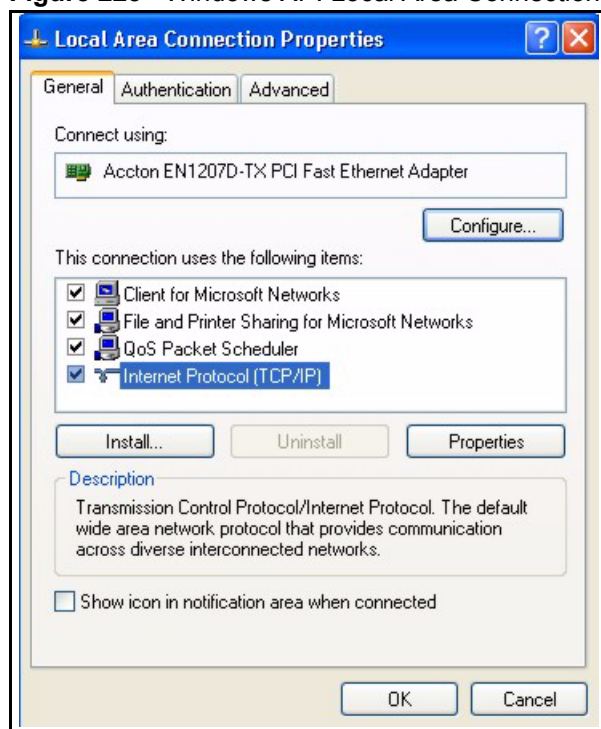 Local Area Connection Properties
General Authentication Advanced
Connect using:
Accton EN1207D-TX PCI Fast Ethernet Adapter
Configure...
This connection uses the following items:
Client for Microsoft Networks
File and Printer Sharing for Microsoft Networks
QoS Packet Scheduler
Internet Protocol (TCP/IP)
Install... Uninstall Properties
Description
Transmission Control Protocol/Internet Protocol. The default
wide area network protocol that provides communication
across diverse interconnected networks.
Show icon in notification area when connected
OK Cancel